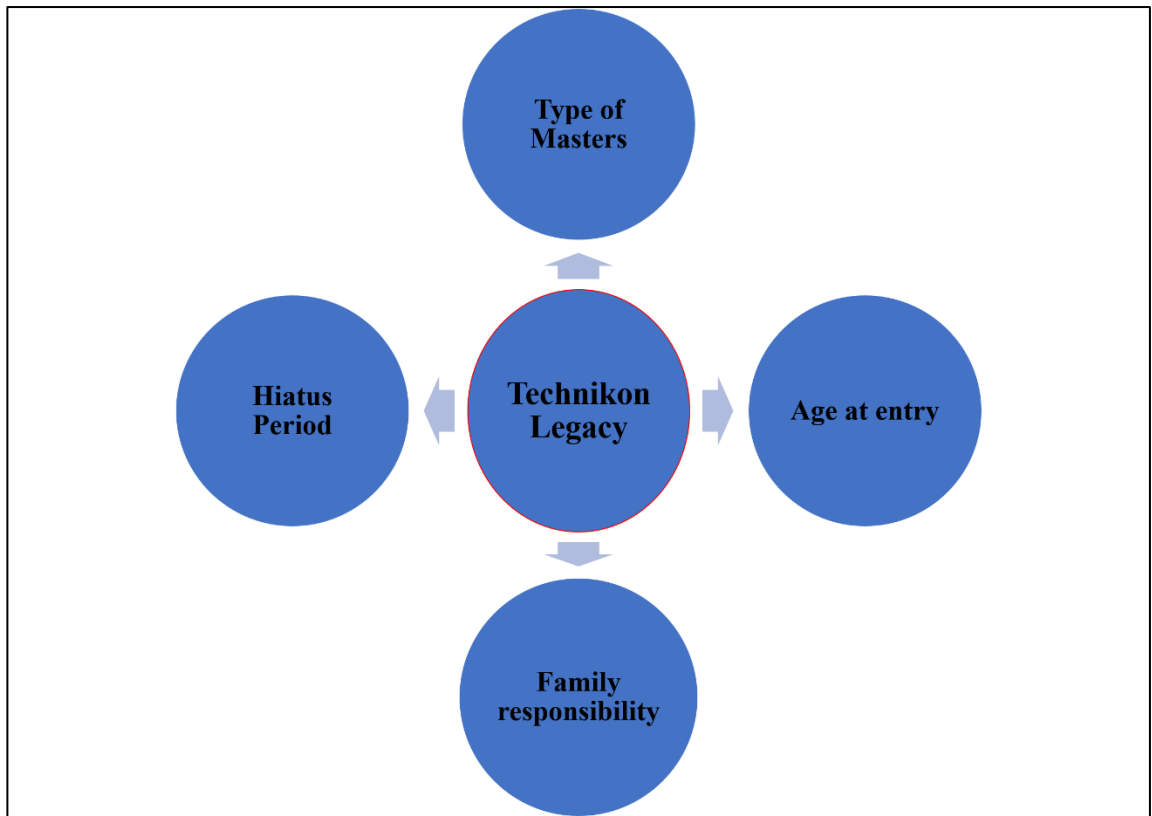 Type of
Masters
Hiatus
Period
Technikon
Legacy
Age at entry
Family
responsibility